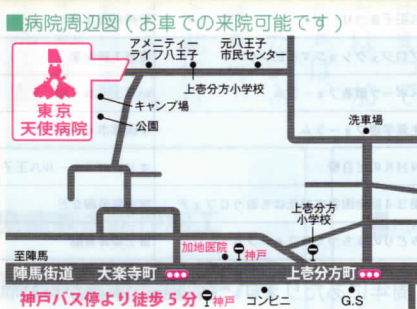 ■病院周辺図(お車での来院可能です)
アメニティー
ライフ八王子
元八王子
市民センター
上壱分方小学校
東京
天使病院
キャンプ場
公園
洗車場
上壱分方
小学校
加地医院
神戸
至陣馬
陣馬街道
大楽寺町
上壱分方町
神戸バス停より徒歩5分
神戸
コンビニ
G.S